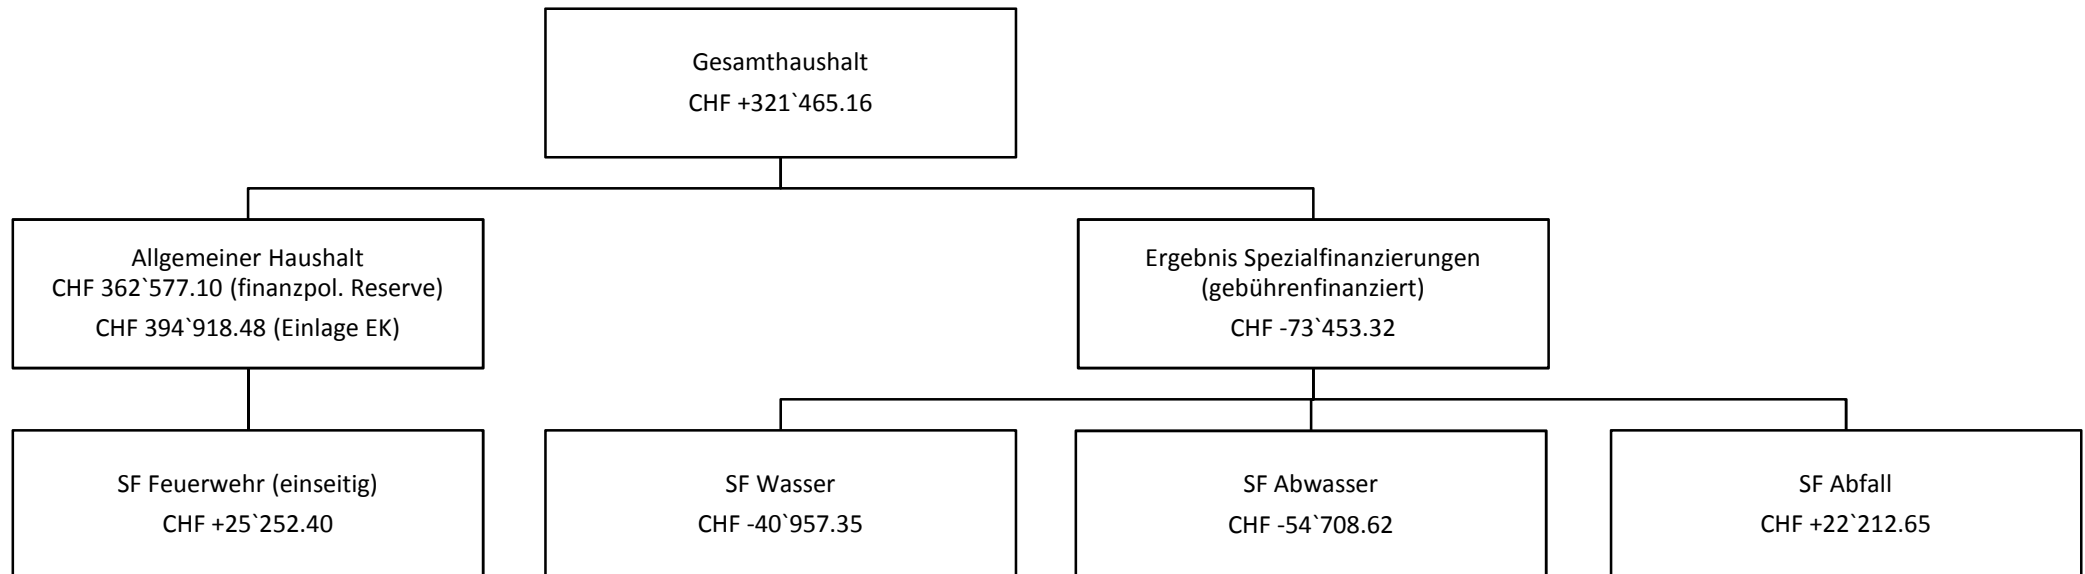 Gesamthaushalt
CHF +321`465.16
Allgemeiner Haushalt
CHF 362`577.10 (finanzpol. Reserve)
CHF 394`918.48 (Einlage EK)
Ergebnis Spezialfinanzierungen
(gebührenfinanziert)
CHF -73`453.32
SF Feuerwehr (einseitig)
CHF +25`252.40
SF Wasser
CHF -40`957.35
SF Abwasser
CHF -54`708.62
SF Abfall
CHF +22`212.65